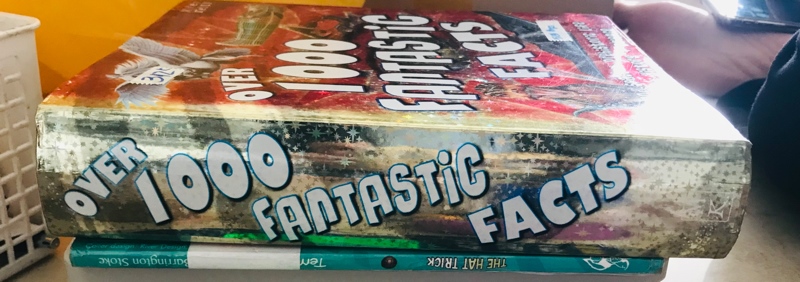 OVER
1000
FANTASTIC
FACTS
OVER 1000 FANTASTIC FACTS
Barrington Stoke THE HAT TRICK